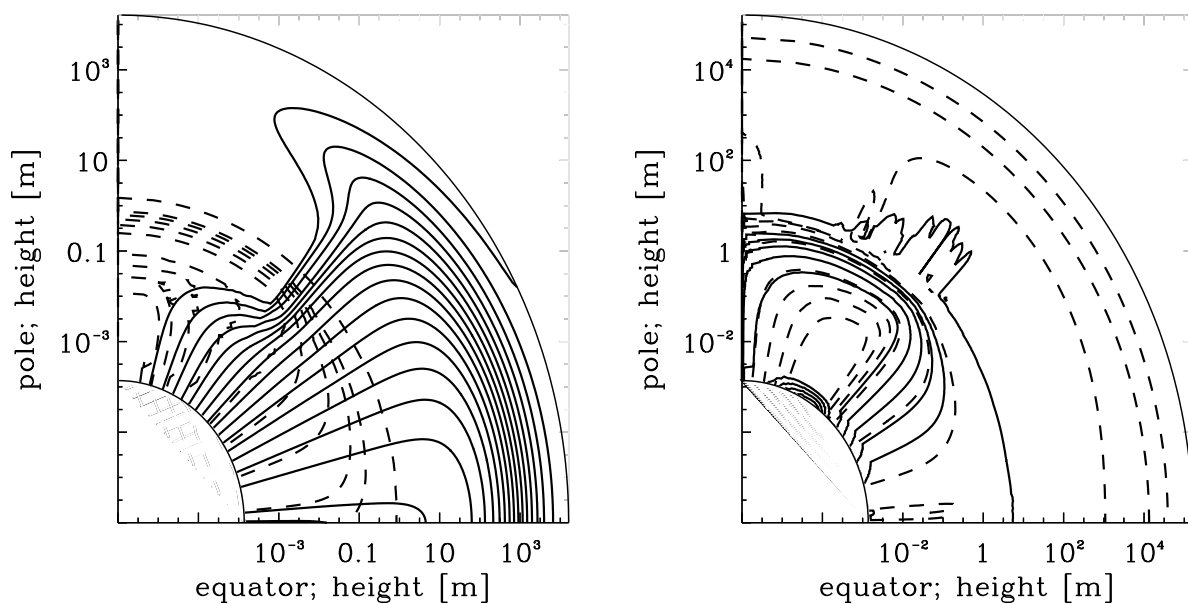 10³
10
0.1
10⁻³
pole; height [m]
10⁻³ 0.1 10 10³
equator; height [m]
10⁴
10²
1
10⁻²
pole; height [m]
10⁻² 1 10² 10⁴
equator; height [m]